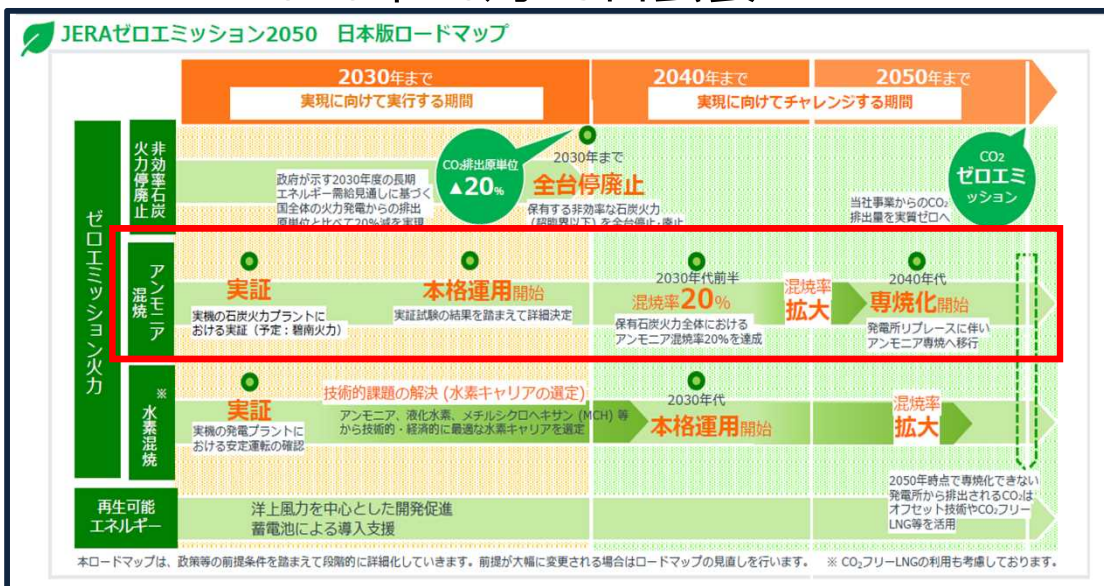 JERAゼロエミッション2050　日本版ロードマップ
2030年まで
実現に向けて実行する期間
2040年まで
2050年まで
実現に向けてチャレンジする期間
ゼロエミッション火力
非効率石炭
火力停廃止
政府が示す2030年度の長期
エネルギー需給見通しに基づく
国全体の火力発電からの排出
原単位と比べて20%減を実現
CO₂排出原単位
▲20%
2030年まで
全台停廃止
保有する非効率な石炭火力
(超臨界以下)を全台停止・廃止
当社事業からのCO₂
排出量を実質ゼロへ
CO₂
ゼロエミ
ッション
アンモニア
混焼
実証
実機の石炭火力プラントに
おける実証（予定：碧南火力）
本格運用開始
実証試験の結果を踏まえて詳細決定
2030年代前半
混焼率20%
保有石炭火力全体における
アンモニア混焼率20%を達成
混焼率
拡大
2040年代
専焼化開始
発電所リプレースに伴い
アンモニア専焼へ移行
※
水素混焼
実証
実機の発電プラントに
おける安定運転の確認
技術的課題の解決 (水素キャリアの選定)
アンモニア、液化水素、メチルシクロヘキサン (MCH) 等
から技術的・経済的に最適な水素キャリアを選定
2030年代
本格運用開始
混焼率
拡大
2050年時点で専焼化できない
発電所から排出されるCO₂は
オフセット技術やCO₂フリー
LNG等を活用
再生可能
エネルギー
洋上風力を中心とした開発促進
蓄電池による導入支援
本ロードマップは、政策等の前提条件を踏まえて段階的に詳細化していきます。前提が大幅に変更される場合はロードマップの見直しを行います。　※ CO₂フリーLNGの利用も考慮しております。